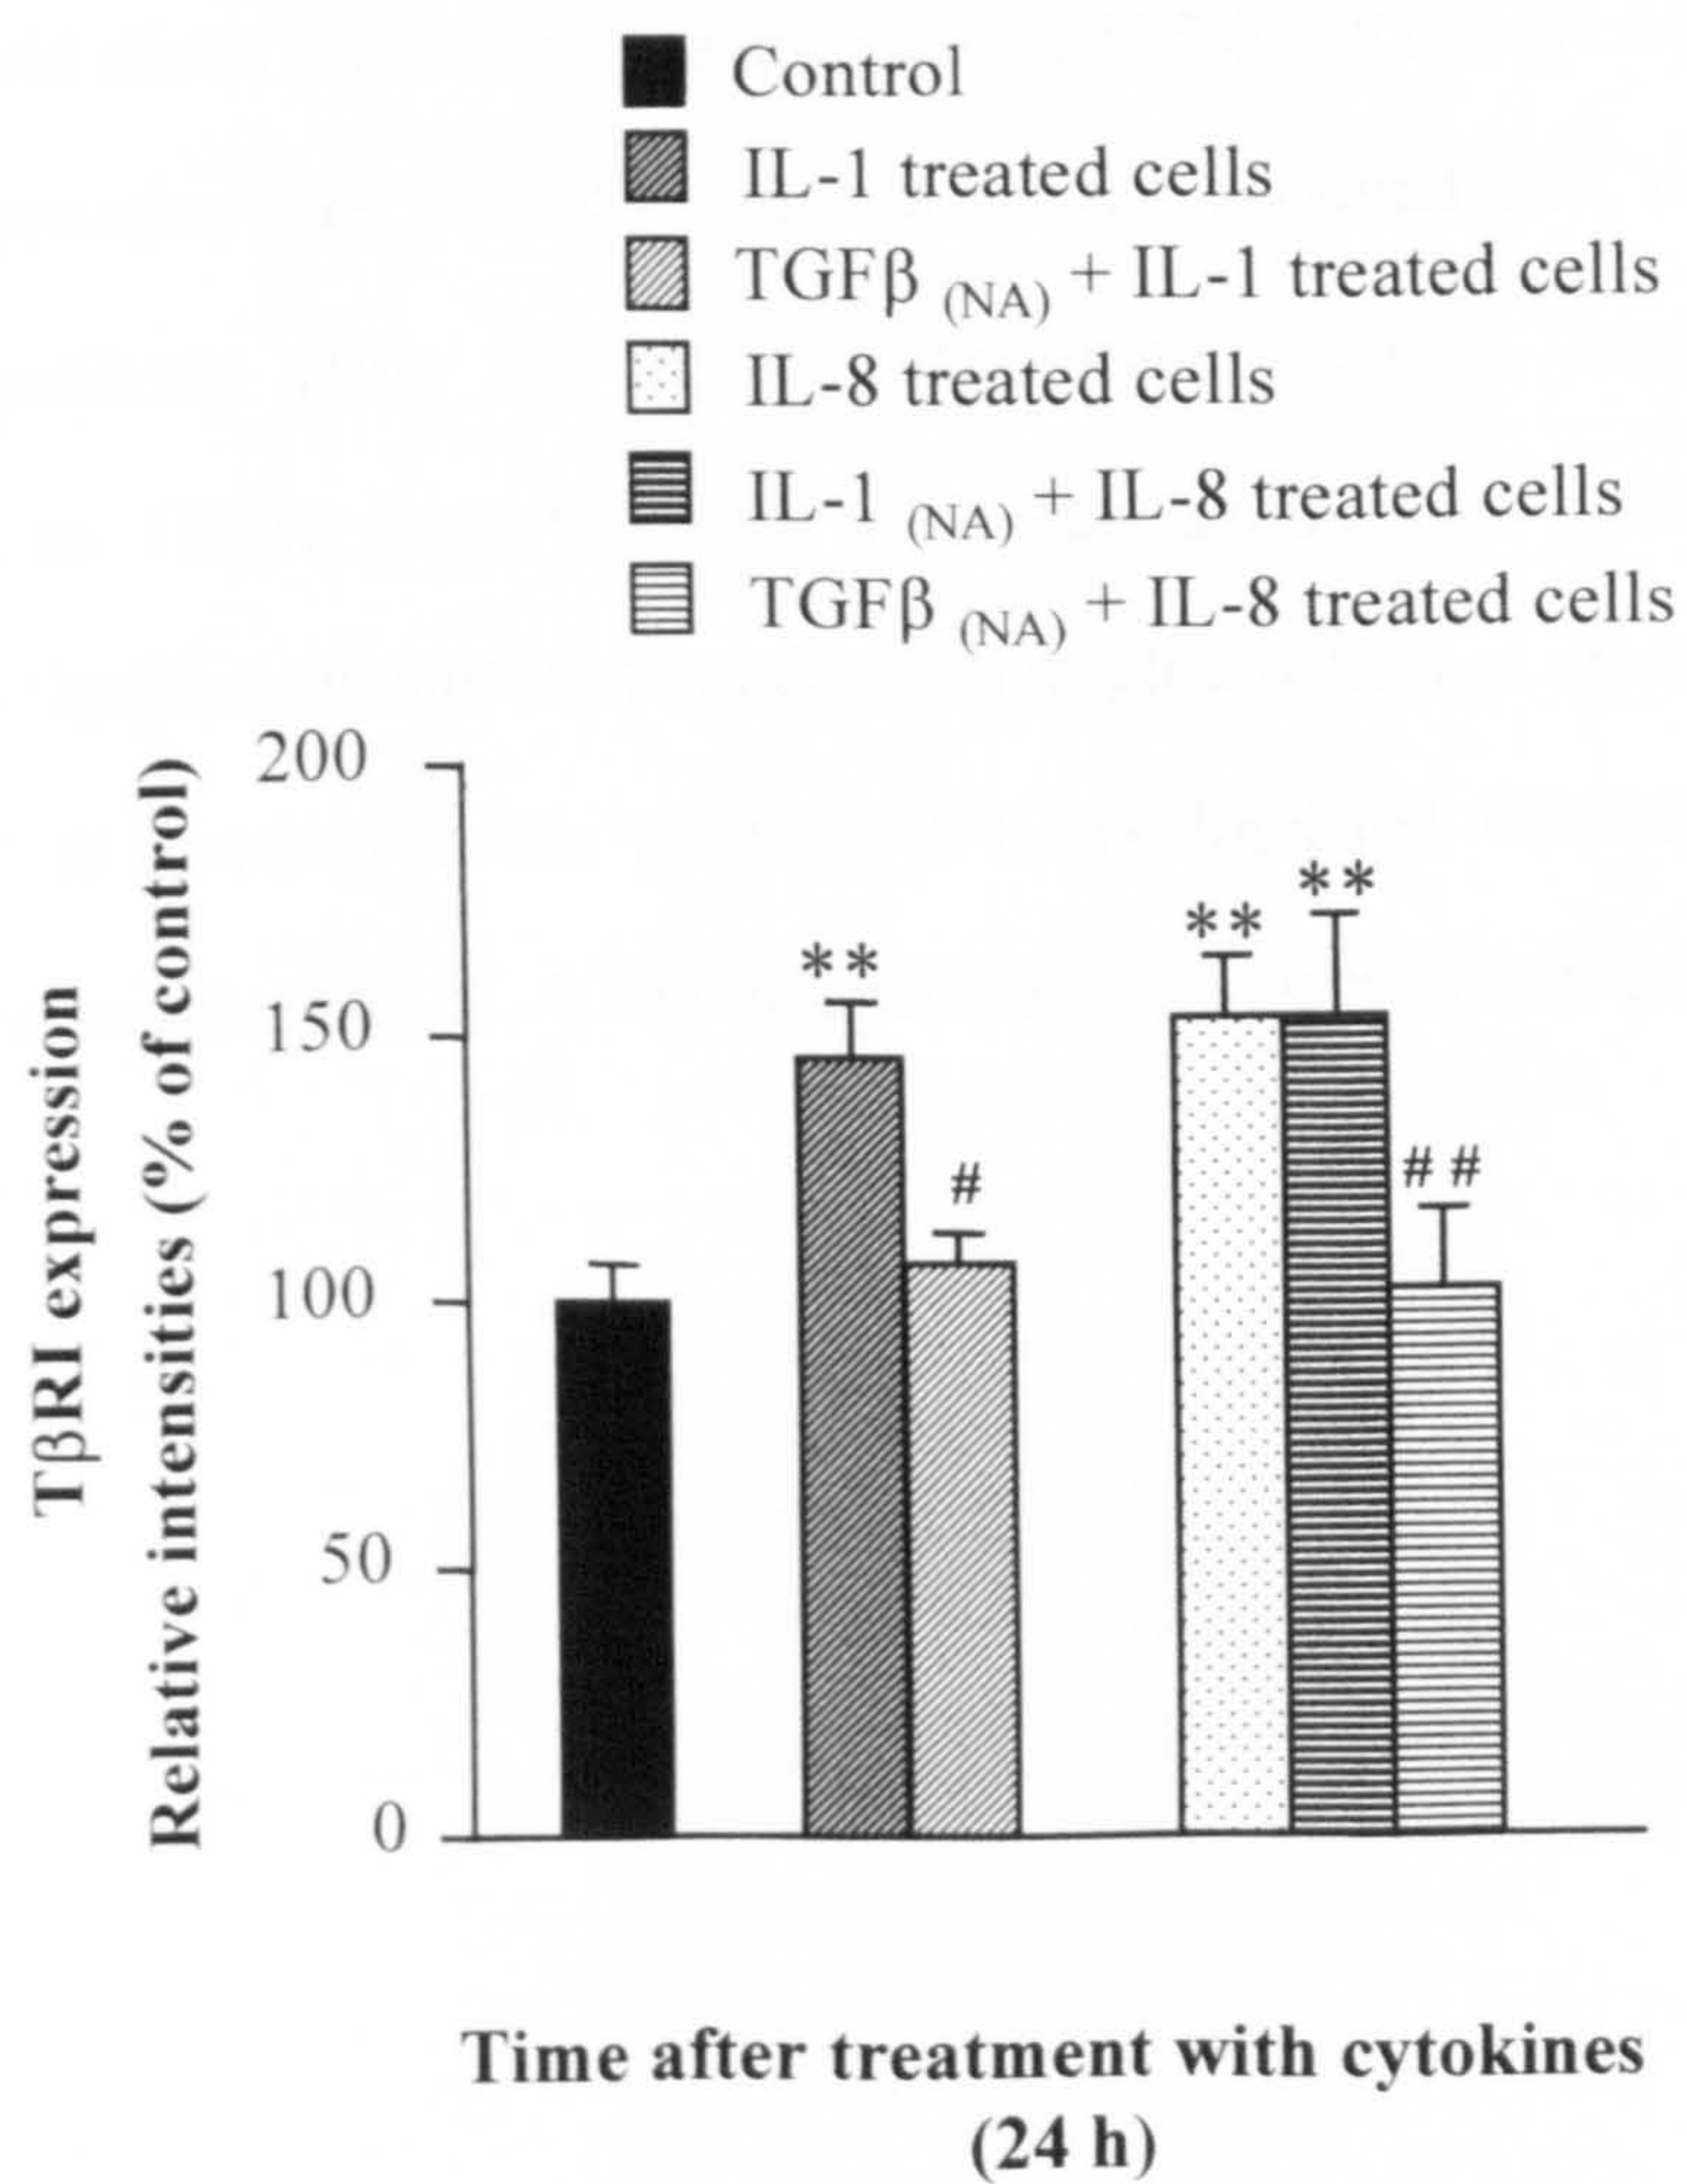 Control
IL-1 treated cells
TGFβ (NA) + IL-1 treated cells
IL-8 treated cells
IL-1 (NA) + IL-8 treated cells
TGFβ (NA) + IL-8 treated cells
TβRI expression
Relative intensities (% of control)
200
150
100
50
0
**
#
**
**
##
Time after treatment with cytokines
(24 h)